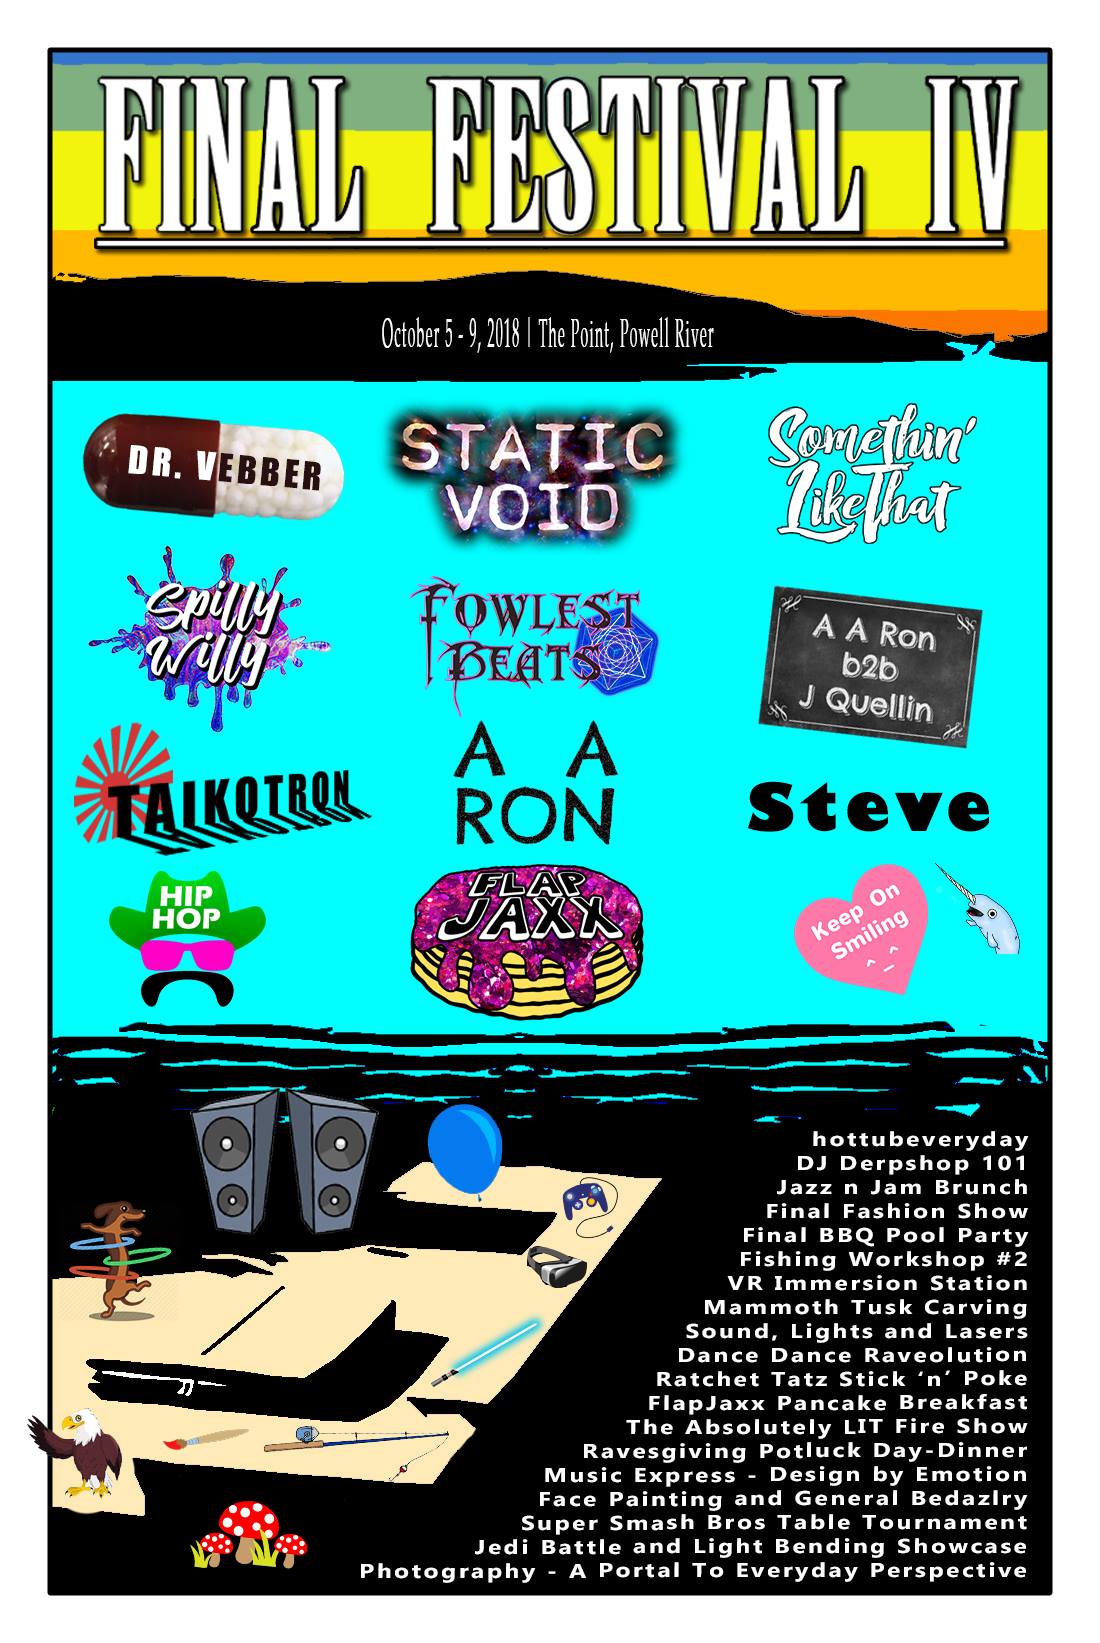 FINAL FESTIVAL IV
October 5 - 9, 2018 | The Point, Powell River
DR. VEBBER
STATIC
VOID
Somethin'
LikeThat
Spilly
Willy
FOWLEST
BEATS
A A Ron
b2b
J Quellin
TAIKOTRON
A A
RON
Steve
HIP
HOP
FLAP
JAXX
Keep On
Smiling
^_^
hottubeveryday
DJ Derpshop 101
Jazz n Jam Brunch
Final Fashion Show
Final BBQ Pool Party
Fishing Workshop #2
VR Immersion Station
Mammoth Tusk Carving
Sound, Lights and Lasers
Dance Dance Raveolution
Ratchet Tatz Stick ‘n’ Poke
FlapJaxx Pancake Breakfast
The Absolutely LIT Fire Show
Ravesgiving Potluck Day-Dinner
Music Express - Design by Emotion
Face Painting and General Bedazlry
Super Smash Bros Table Tournament
Jedi Battle and Light Bending Showcase
Photography - A Portal To Everyday Perspective